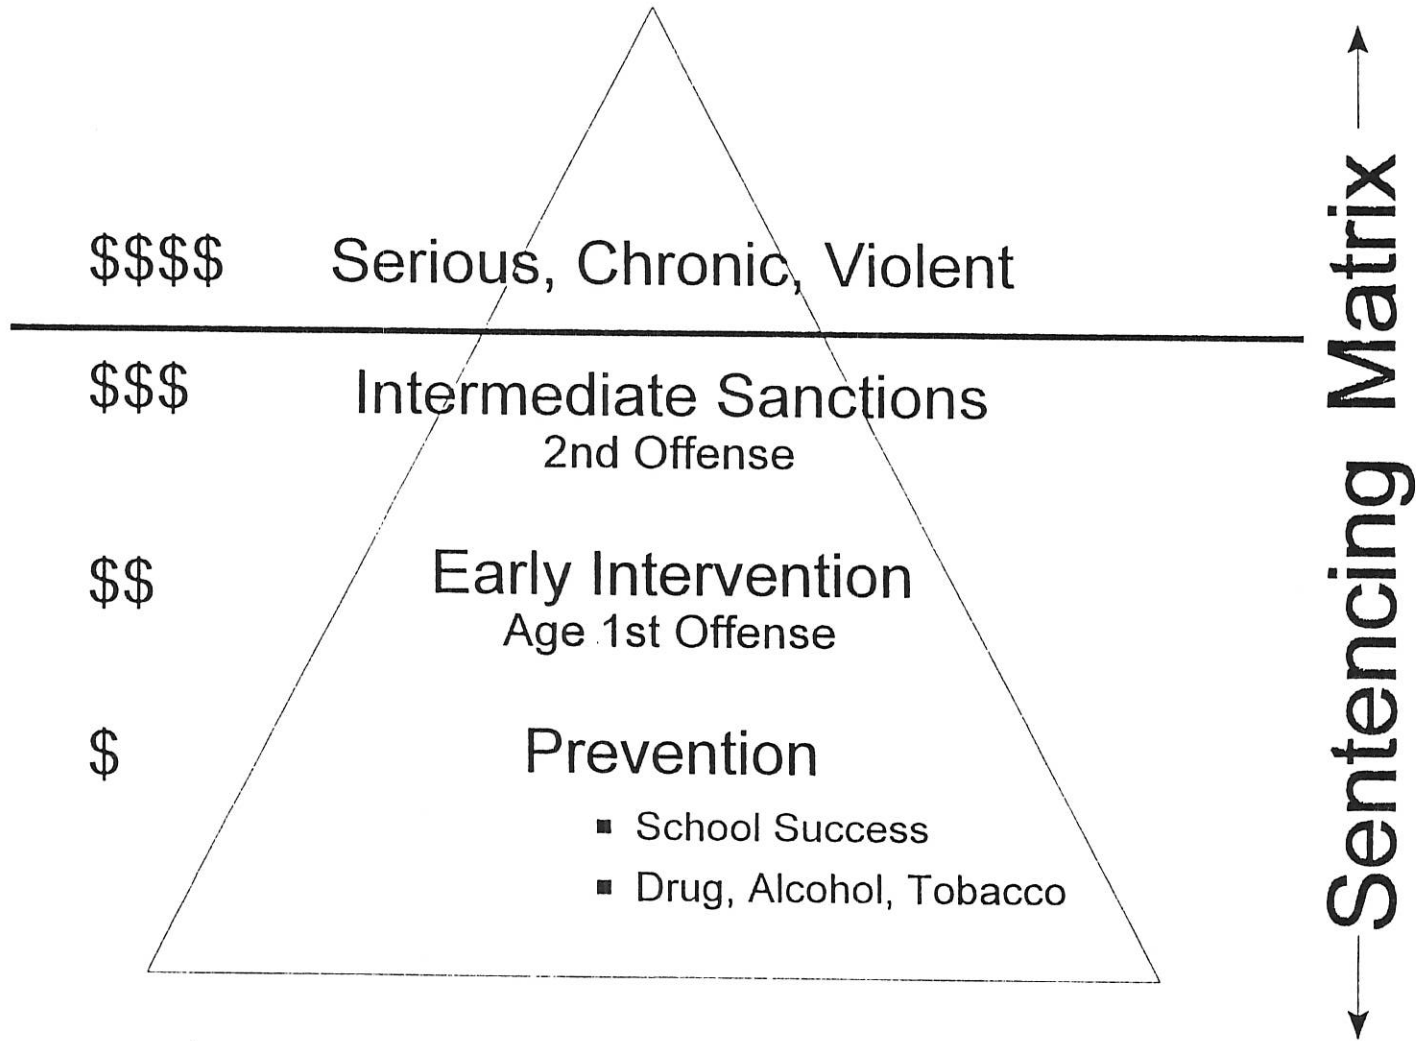 $$$$ Serious, Chronic, Violent
$$$ Intermediate Sanctions
2nd Offense
$$ Early Intervention
Age 1st Offense
$ Prevention
▪ School Success
▪ Drug, Alcohol, Tobacco
Sentencing Matrix